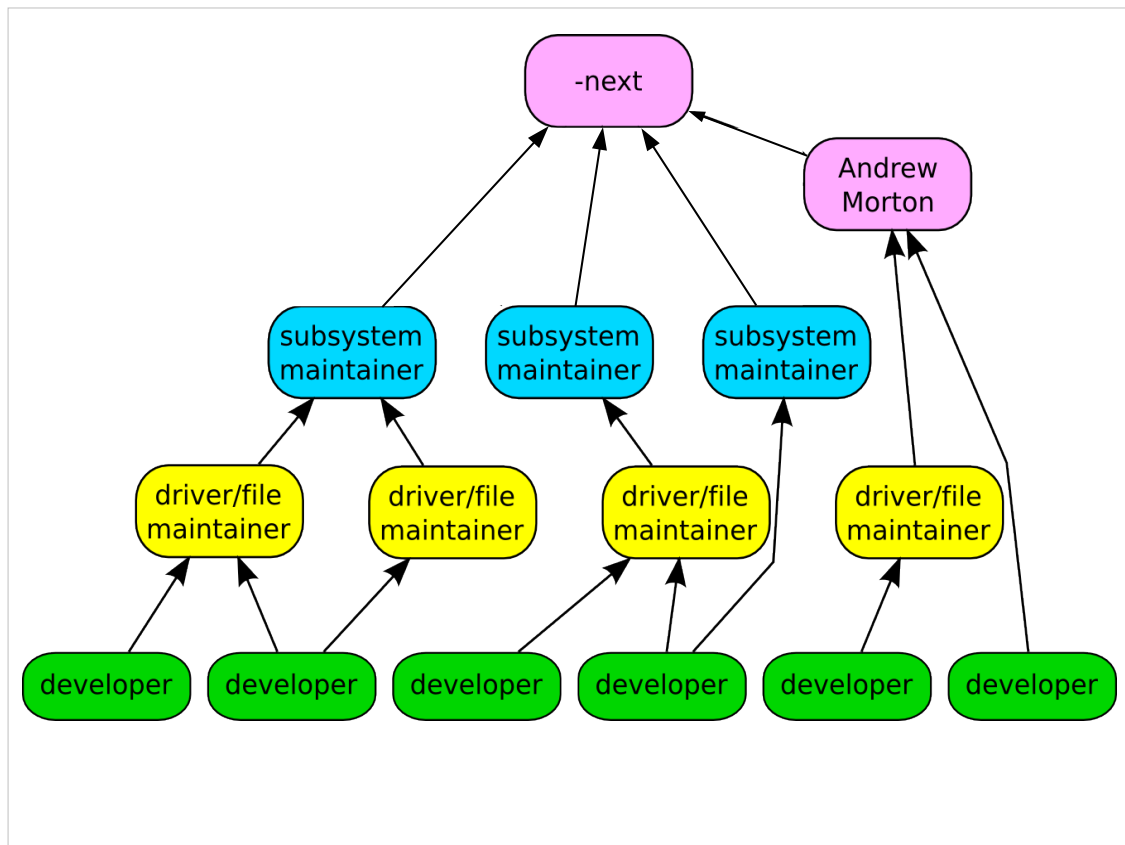 -next
Andrew
Morton
subsystem
maintainer
subsystem
maintainer
subsystem
maintainer
driver/file
maintainer
driver/file
maintainer
driver/file
maintainer
driver/file
maintainer
developer
developer
developer
developer
developer
developer